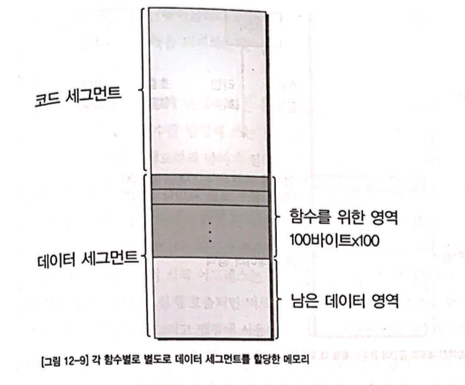 코드 세그먼트
함수를 위한 영역
100바이트x100
데이터 세그먼트
남은 데이터 영역
[그림 12-9] 각 함수별로 별도로 데이터 세그먼트를 할당한 메모리